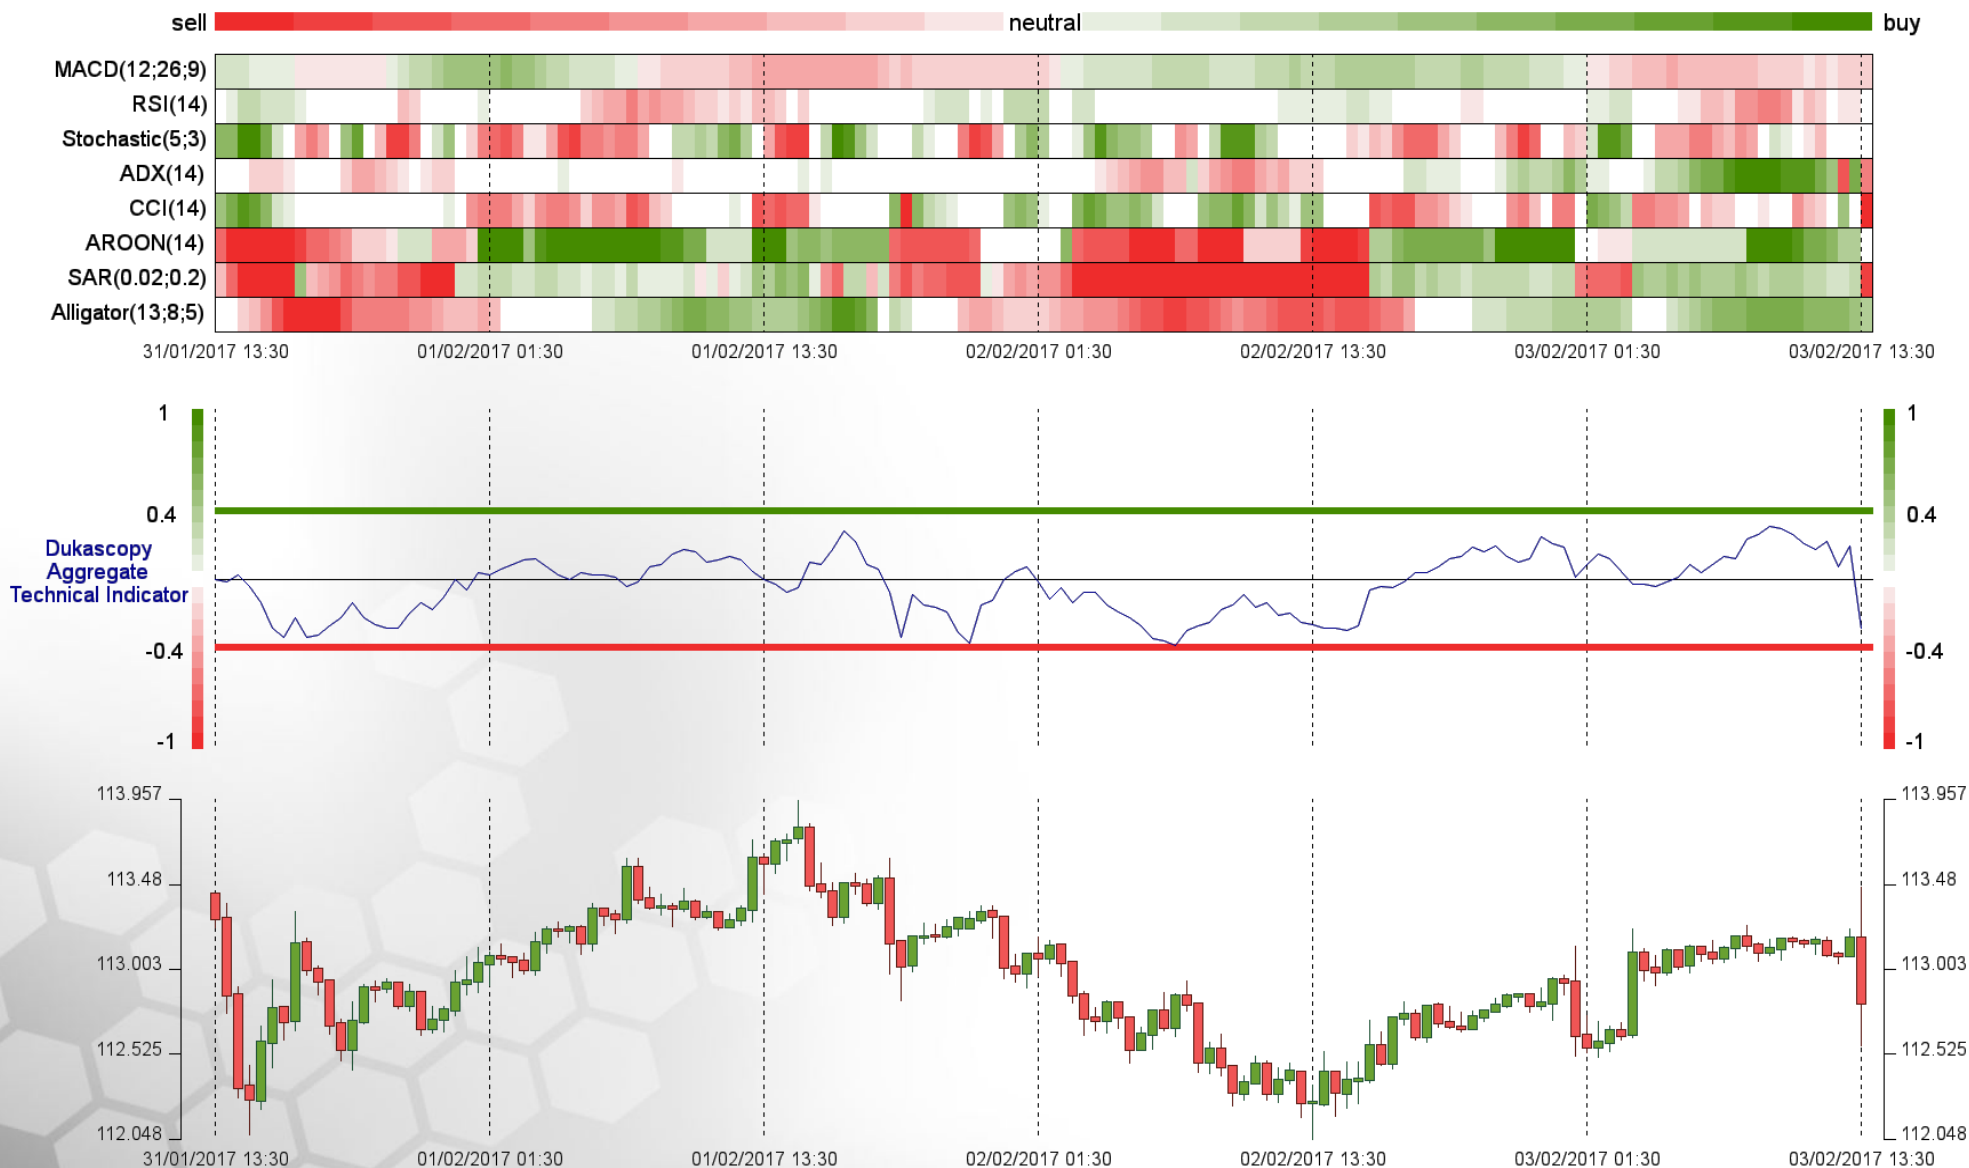 sell neutral buy
MACD(12;26;9)
RSI(14)
Stochastic(5;3)
ADX(14)
CCI(14)
AROON(14)
SAR(0.02;0.2)
Alligator(13;8;5)
31/01/2017 13:30 01/02/2017 01:30 01/02/2017 13:30 02/02/2017 01:30 02/02/2017 13:30 03/02/2017 01:30 03/02/2017 13:30
1 1
0.4 0.4
Dukascopy
Aggregate
Technical Indicator
-0.4 -0.4
-1 -1
113.957 113.957
113.48 113.48
113.003 113.003
112.525 112.525
112.048 112.048
31/01/2017 13:30 01/02/2017 01:30 01/02/2017 13:30 02/02/2017 01:30 02/02/2017 13:30 03/02/2017 01:30 03/02/2017 13:30